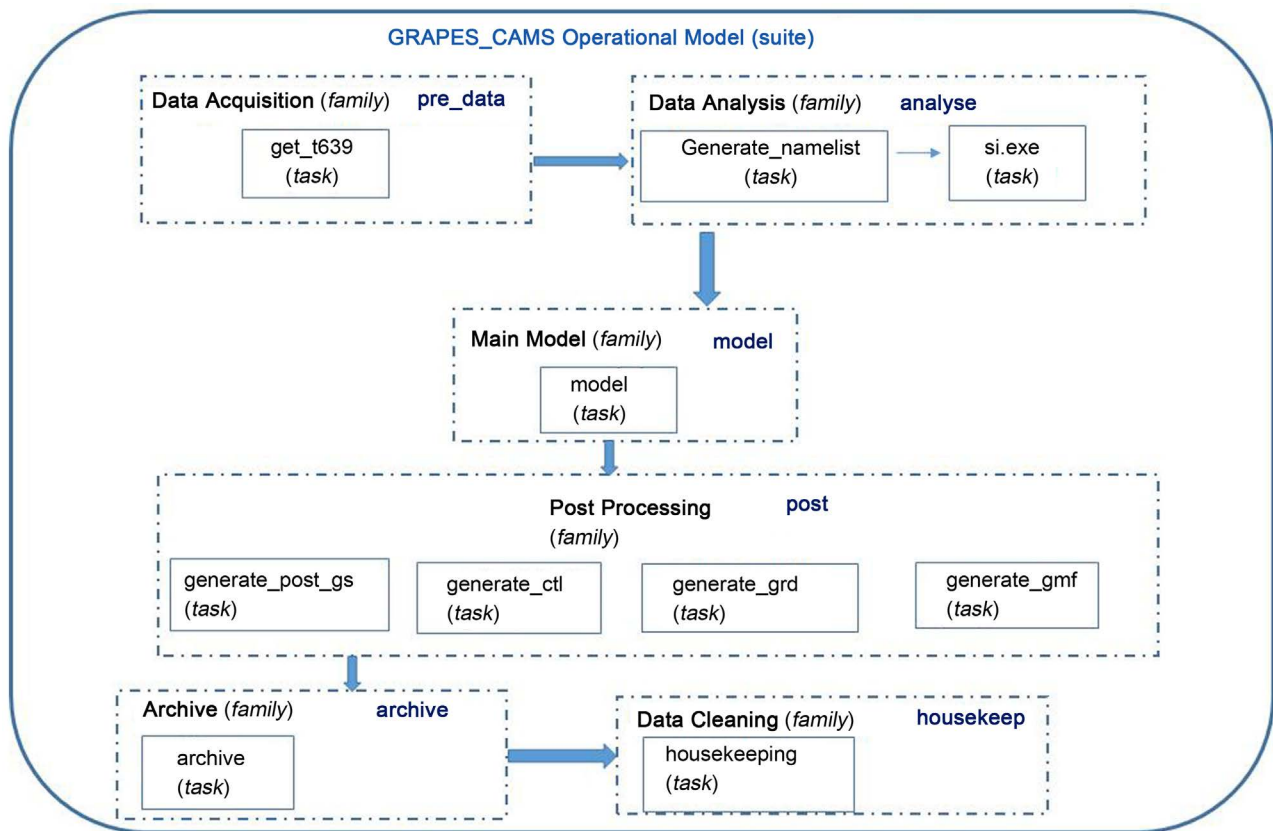 GRAPES_CAMS Operational Model (suite)
Data Acquisition (family) pre_data
get_t639
(task)
Data Analysis (family) analyse
Generate_namelist
(task)
si.exe
(task)
Main Model (family) model
model
(task)
Post Processing post
(family)
generate_post_gs
(task)
generate_ctl
(task)
generate_grd
(task)
generate_gmf
(task)
Archive (family) archive
archive
(task)
Data Cleaning (family) housekeep
housekeeping
(task)